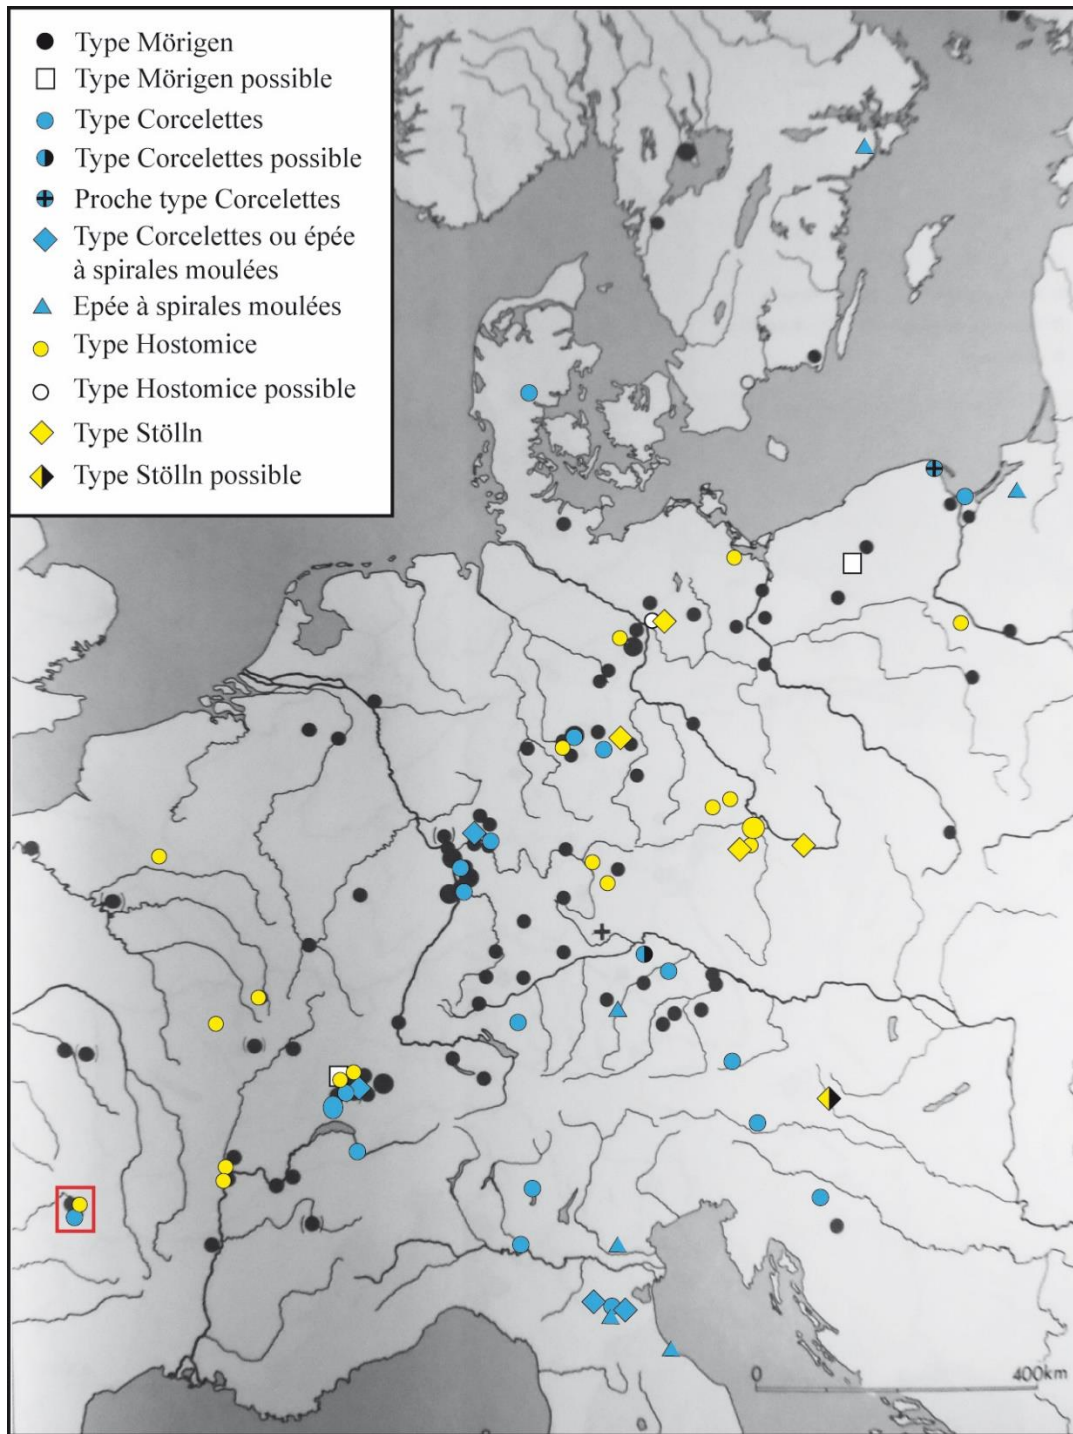 Type Mörigen
Type Mörigen possible
Type Corcelettes
Type Corcelettes possible
Proche type Corcelettes
Type Corcelettes ou épée
à spirales moulées
Epée à spirales moulées
Type Hostomice
Type Hostomice possible
Type Stölln
Type Stölln possible
0 400km